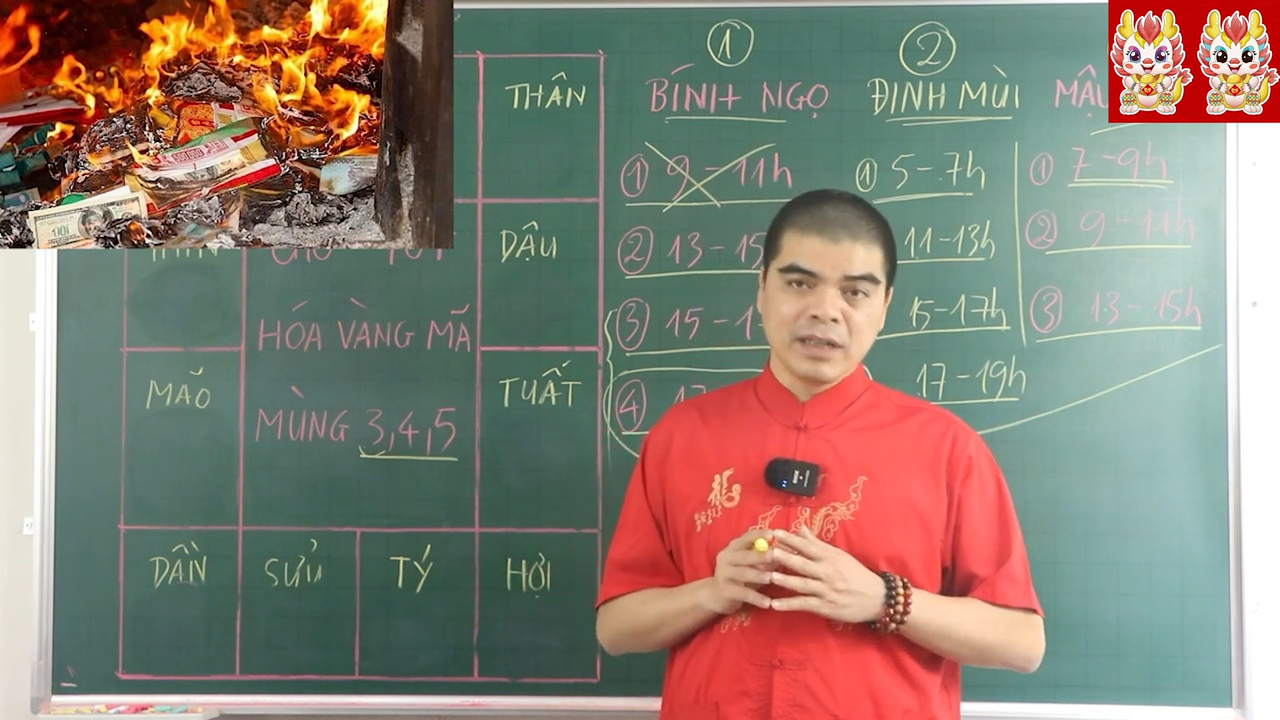 THÂN
DẬU
HÓA VÀNG MÃ
MÙNG 3,4,5
MÃO
TUẤT
DẦN
SỬU
TÝ
HỢI
①
BÍNH NGỌ
① 9-11h
② 13-15
③ 15-1
④ 17
②
ĐINH MÙI
① 5-7h
11-13h
15-17h
17-19h
MẬU
① 7-9h
② 9-11h
③ 13-15h